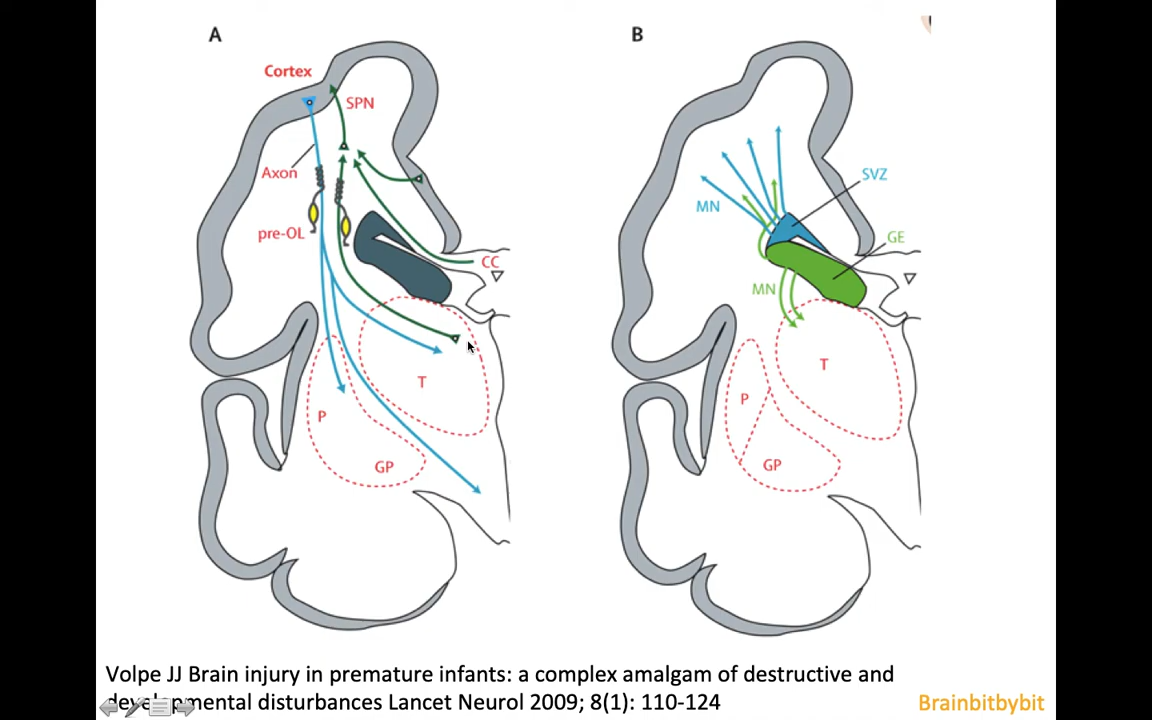 A
B
Cortex
SPN
Axon
pre-OL
CC
T
P
GP
SVZ
MN
GE
MN
T
P
GP
Volpe JJ Brain injury in premature infants: a complex amalgam of destructive and
developmental disturbances Lancet Neurol 2009; 8(1): 110-124
Brainbitbybit